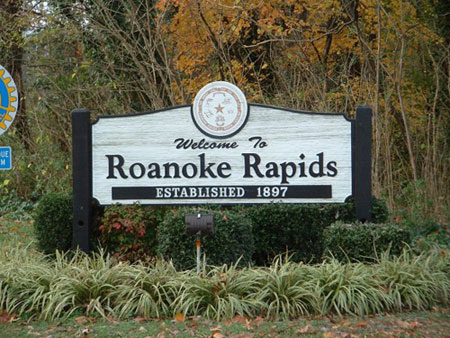 Welcome To
Roanoke Rapids
ESTABLISHED 1897